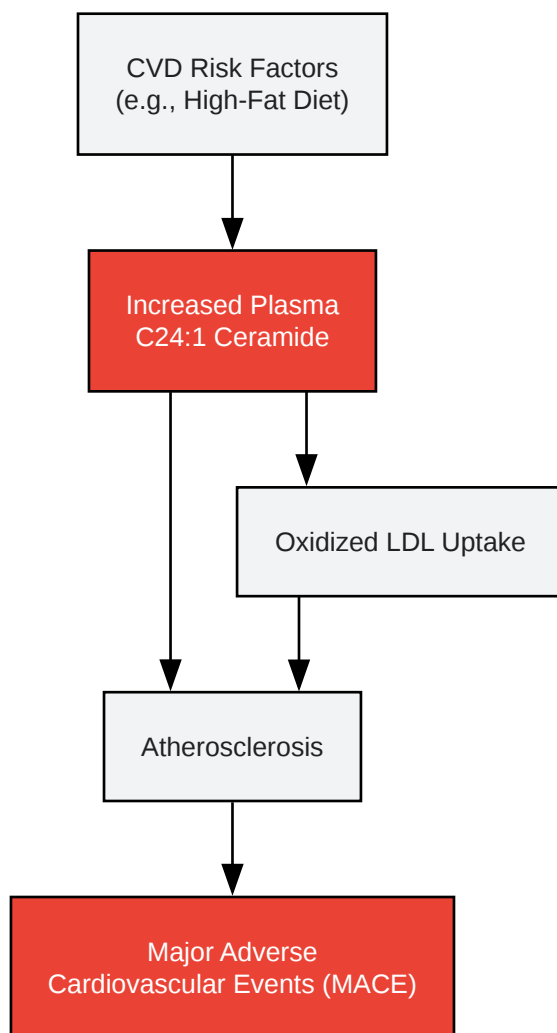 CVD Risk Factors
(e.g., High-Fat Diet)
Increased Plasma
C24:1 Ceramide
Oxidized LDL Uptake
Atherosclerosis
Major Adverse
Cardiovascular Events (MACE)